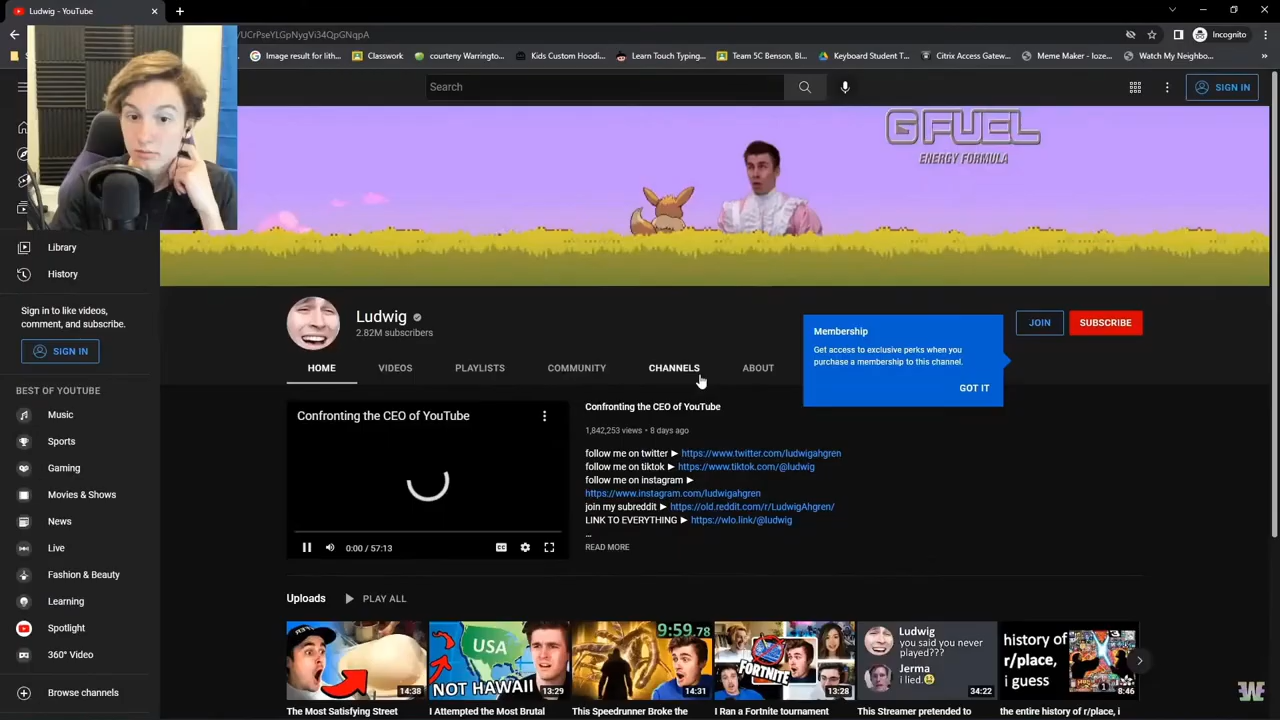 Ludwig - YouTube
/UCrPseYLGpNygVi34QpGNqpA
Incognito
Image result for lith...
Classwork
courteny Warrington...
Kids Custom Hoodi...
Learn Touch Typing...
Team 5C Benson, Bl...
Keyboard Student T...
Citrix Access Gatew...
Meme Maker - loze...
Watch My Neighbo...
Search
SIGN IN
G FUEL
ENERGY FORMULA
Library
History
Sign in to like videos,
comment, and subscribe.
SIGN IN
BEST OF YOUTUBE
Music
Sports
Gaming
Movies & Shows
News
Live
Fashion & Beauty
Learning
Spotlight
360° Video
Browse channels
Ludwig
2.82M subscribers
JOIN
SUBSCRIBE
Membership
Get access to exclusive perks when you
purchase a membership to this channel.
GOT IT
HOME
VIDEOS
PLAYLISTS
COMMUNITY
CHANNELS
ABOUT
Confronting the CEO of YouTube
0:00 / 57:13
Confronting the CEO of YouTube
1,842,253 views • 8 days ago
follow me on twitter ► https://www.twitter.com/ludwigahgren
follow me on tiktok ► https://www.tiktok.com/@ludwig
follow me on instagram ►
https://www.instagram.com/ludwigahgren
join my subreddit ► https://old.reddit.com/r/LudwigAhgren/
LINK TO EVERYTHING ► https://wlo.link/@ludwig
...
READ MORE
Uploads
PLAY ALL
14:38
USA
NOT HAWAII
13:29
9:59.78
14:31
FORTNITE
13:28
Ludwig
you said you never
played???
Jerma
i lied.
34:22
history of
r/place,
i guess
8:46
The Most Satisfying Street
I Attempted the Most Brutal
This Speedrunner Broke the
I Ran a Fortnite tournament
This Streamer pretended to
the entire history of r/place, i